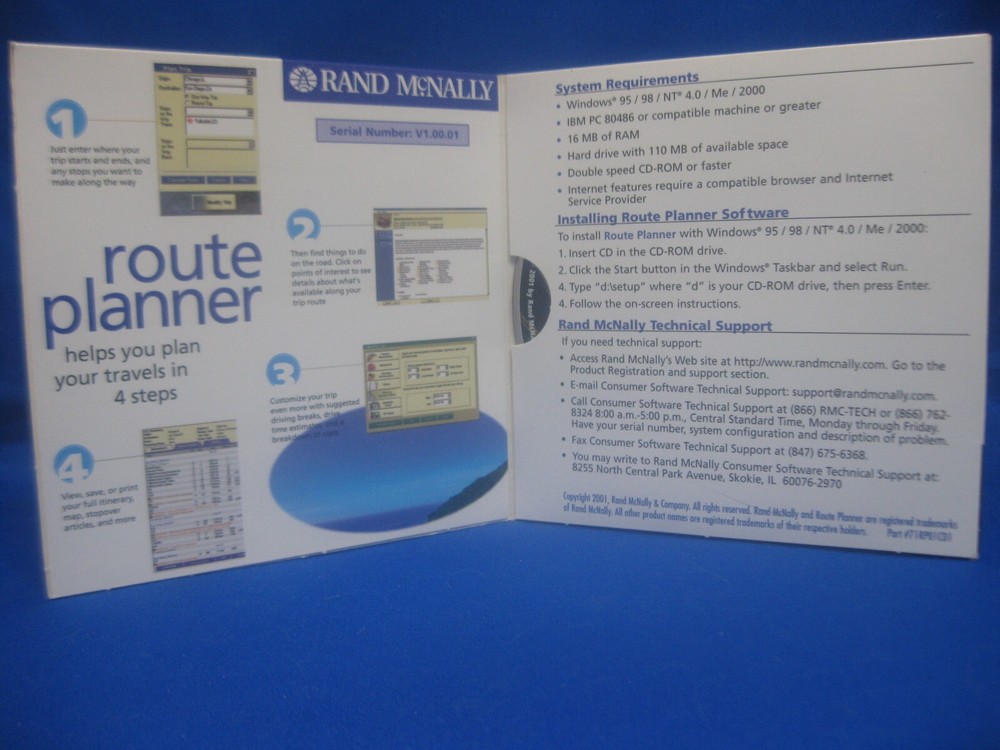 1
Just enter where your
trip starts and ends, and
any stops you want to
make along the way
RAND McNALLY
Serial Number: V1.00.01
route
planner
helps you plan
your travels in
4 steps
2
Then find things to do
on the road. Click on
points of interest to see
details about what's
available along your
trip route
3
Customize your trip
even more with suggested
driving breaks, drive
time estimates, and a
breakdown of costs
4
View, save, or print
your full itinerary,
map, stopover
articles, and more
2001 by Rand McN
System Requirements
• Windows® 95 / 98 / NT® 4.0 / Me / 2000
• IBM PC 80486 or compatible machine or greater
• 16 MB of RAM
• Hard drive with 110 MB of available space
• Double speed CD-ROM or faster
• Internet features require a compatible browser and Internet
Service Provider
Installing Route Planner Software
To install Route Planner with Windows® 95 / 98 / NT® 4.0 / Me / 2000:
1. Insert CD in the CD-ROM drive.
2. Click the Start button in the Windows® Taskbar and select Run.
4. Type "d:\setup" where "d" is your CD-ROM drive, then press Enter.
4. Follow the on-screen instructions.
Rand McNally Technical Support
If you need technical support:
• Access Rand McNally's Web site at http://www.randmcnally.com. Go to the
Product Registration and support section.
• E-mail Consumer Software Technical Support: support@randmcnally.com.
• Call Consumer Software Technical Support at (866) RMC-TECH or (866) 762-
8324 8:00 a.m.-5:00 p.m., Central Standard Time, Monday through Friday.
Have your serial number, system configuration and description of problem.
• Fax Consumer Software Technical Support at (847) 675-6368.
• You may write to Rand McNally Consumer Software Technical Support at:
8255 North Central Park Avenue, Skokie, IL 60076-2970
Copyright 2001, Rand McNally & Company. All rights reserved. Rand McNally and Route Planner are registered trademarks
of Rand McNally. All other product names are registered trademarks of their respective holders. Part #71RP01CD1